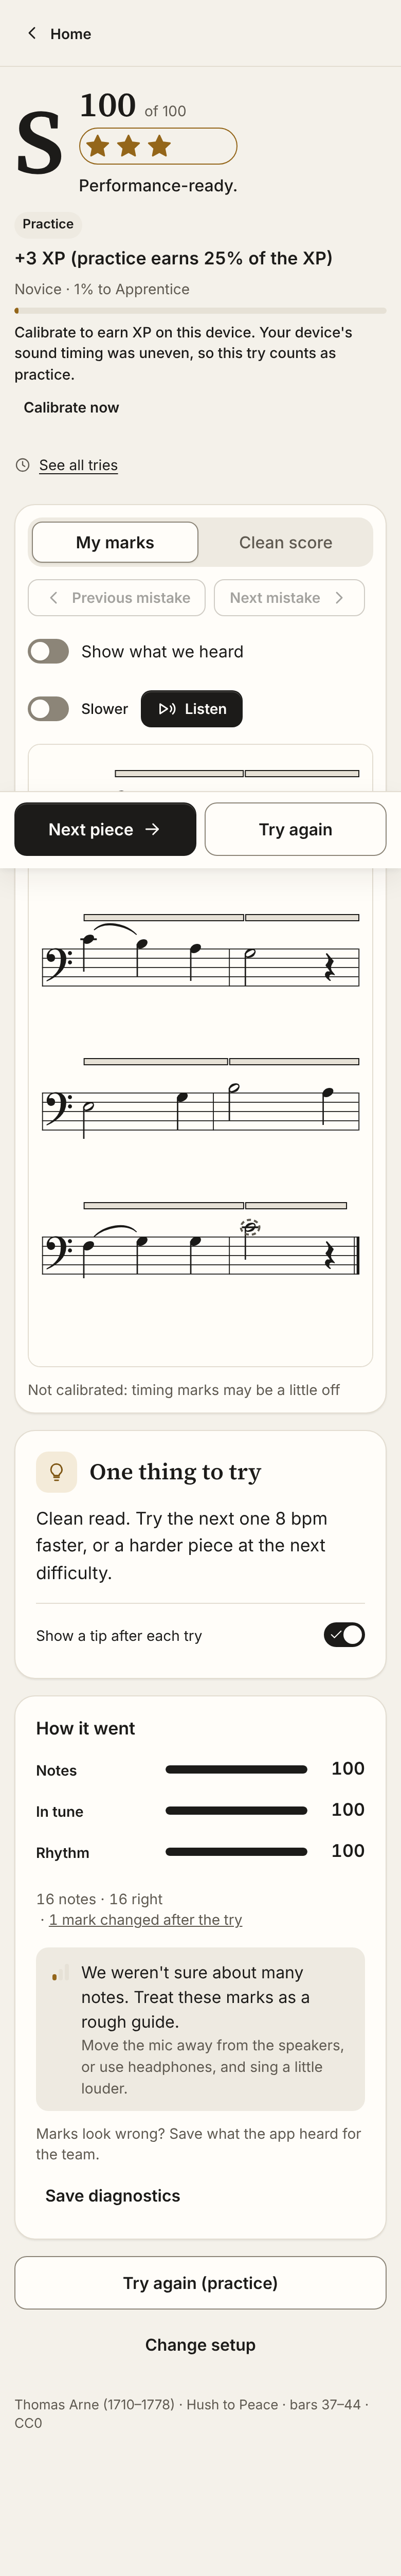 Home
S
100 of 100
Performance-ready.
Practice
+3 XP (practice earns 25% of the XP)
Novice · 1% to Apprentice
Calibrate to earn XP on this device. Your device's
sound timing was uneven, so this try counts as
practice.
Calibrate now
See all tries
My marks
Clean score
Previous mistake
Next mistake
Show what we heard
Slower
Listen
Next piece
Try again
Not calibrated: timing marks may be a little off
One thing to try
Clean read. Try the next one 8 bpm
faster, or a harder piece at the next
difficulty.
Show a tip after each try
How it went
Notes 100
In tune 100
Rhythm 100
16 notes · 16 right
· 1 mark changed after the try
We weren't sure about many
notes. Treat these marks as a
rough guide.
Move the mic away from the speakers,
or use headphones, and sing a little
louder.
Marks look wrong? Save what the app heard for
the team.
Save diagnostics
Try again (practice)
Change setup
Thomas Arne (1710–1778) · Hush to Peace · bars 37–44 ·
CC0